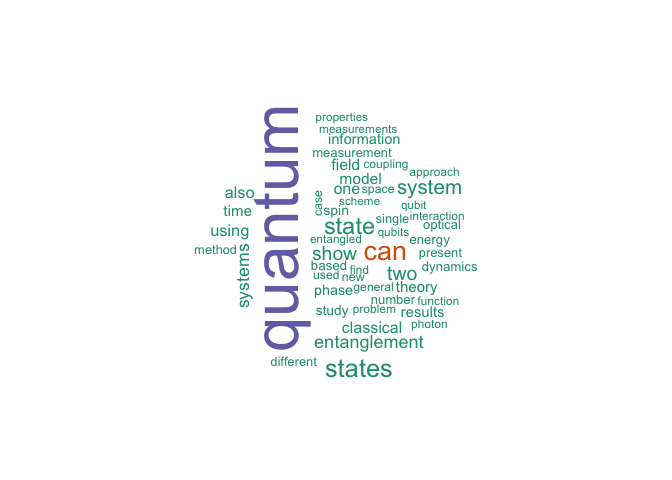 quantum
properties
measurements
information
measurement
field coupling
model approach
also one space system
time case scheme qubit
spin single interaction
using state qubits optical
method entangled energy
systems show can present
based find two dynamics
used new
phase general theory
number function
study problem results
classical photon
entanglement
different
states